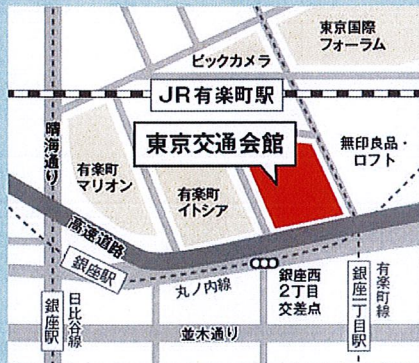 東京国際
フォーラム
ビックカメラ
JR有楽町駅
東京交通会館
無印良品・
ロフト
晴海通り
有楽町
マリオン
有楽町
イトシア
高速道路
銀座駅
丸ノ内線
銀座西
2丁目
交差点
有楽町線
銀座一丁目駅
日比谷線
銀座駅
並木通り